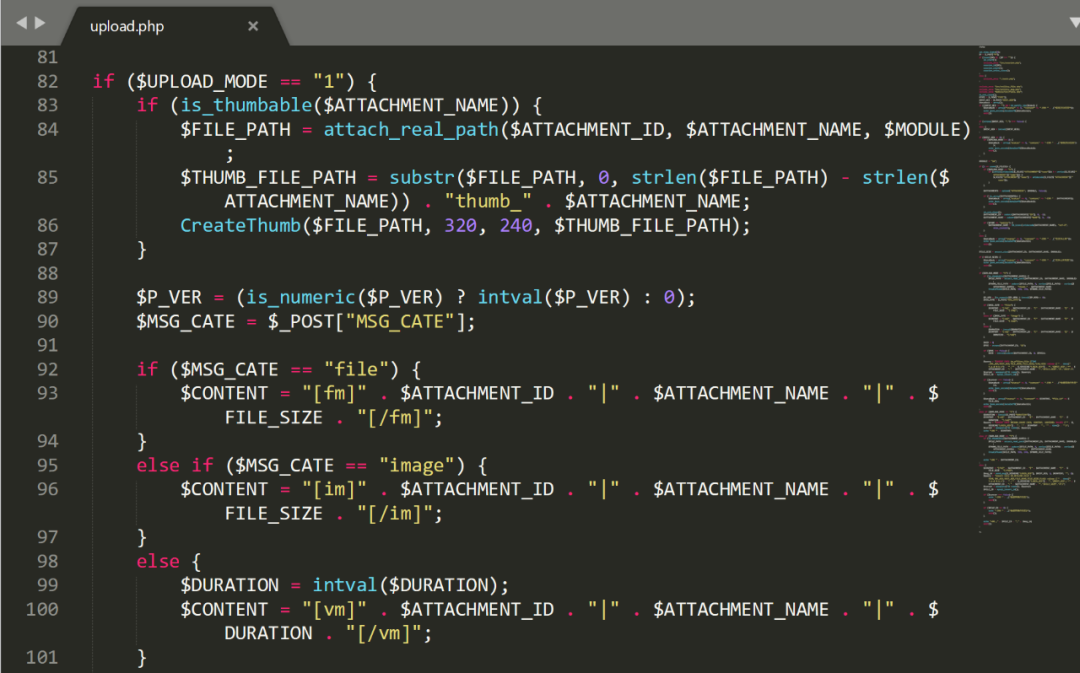 upload.php
81
82 if ($UPLOAD_MODE == "1") {
83 if (is_thumbable($ATTACHMENT_NAME)) {
84 $FILE_PATH = attach_real_path($ATTACHMENT_ID, $ATTACHMENT_NAME, $MODULE)
;
85 $THUMB_FILE_PATH = substr($FILE_PATH, 0, strlen($FILE_PATH) - strlen($
ATTACHMENT_NAME)) . "thumb_" . $ATTACHMENT_NAME;
86 CreateThumb($FILE_PATH, 320, 240, $THUMB_FILE_PATH);
87 }
88
89 $P_VER = (is_numeric($P_VER) ? intval($P_VER) : 0);
90 $MSG_CATE = $_POST["MSG_CATE"];
91
92 if ($MSG_CATE == "file") {
93 $CONTENT = "[fm]" . $ATTACHMENT_ID . "|" . $ATTACHMENT_NAME . "|" . $
FILE_SIZE . "[/fm]";
94 }
95 else if ($MSG_CATE == "image") {
96 $CONTENT = "[im]" . $ATTACHMENT_ID . "|" . $ATTACHMENT_NAME . "|" . $
FILE_SIZE . "[/im]";
97 }
98 else {
99 $DURATION = intval($DURATION);
100 $CONTENT = "[vm]" . $ATTACHMENT_ID . "|" . $ATTACHMENT_NAME . "|" . $
DURATION . "[/vm]";
101 }